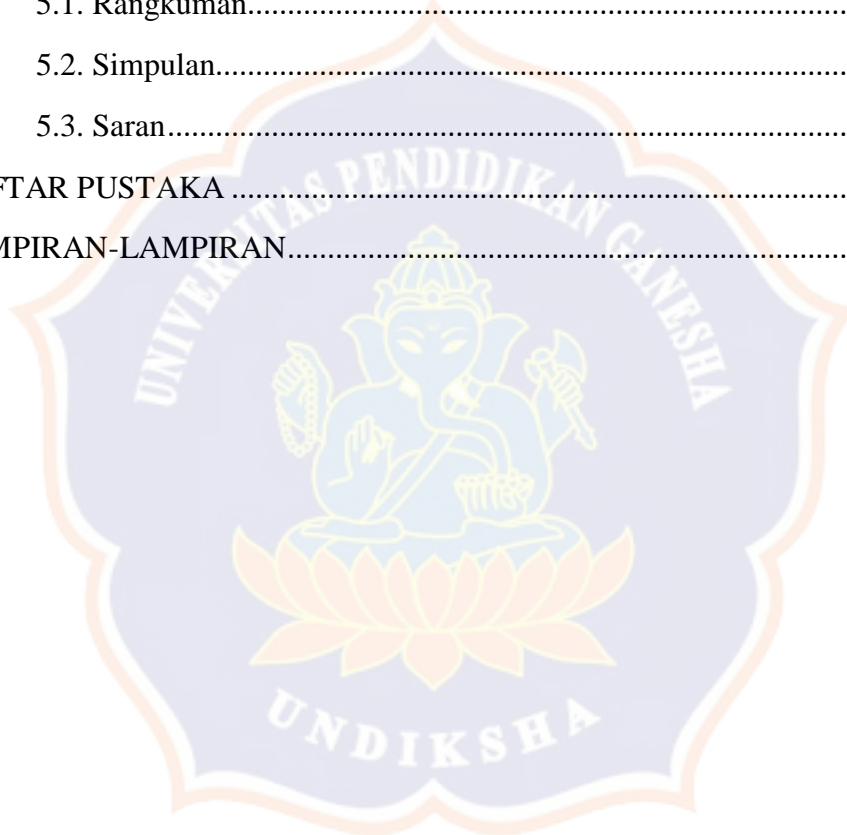 5.1. Rangkuman....................................................................................
5.2. Simpulan........................................................................................
5.3. Saran..............................................................................................
FTAR PUSTAKA ..............................................................................
MPIRAN-LAMPIRAN.......................................................................
UNIVERSITAS PENDIDIKAN GANESHA
UNDIKSHA